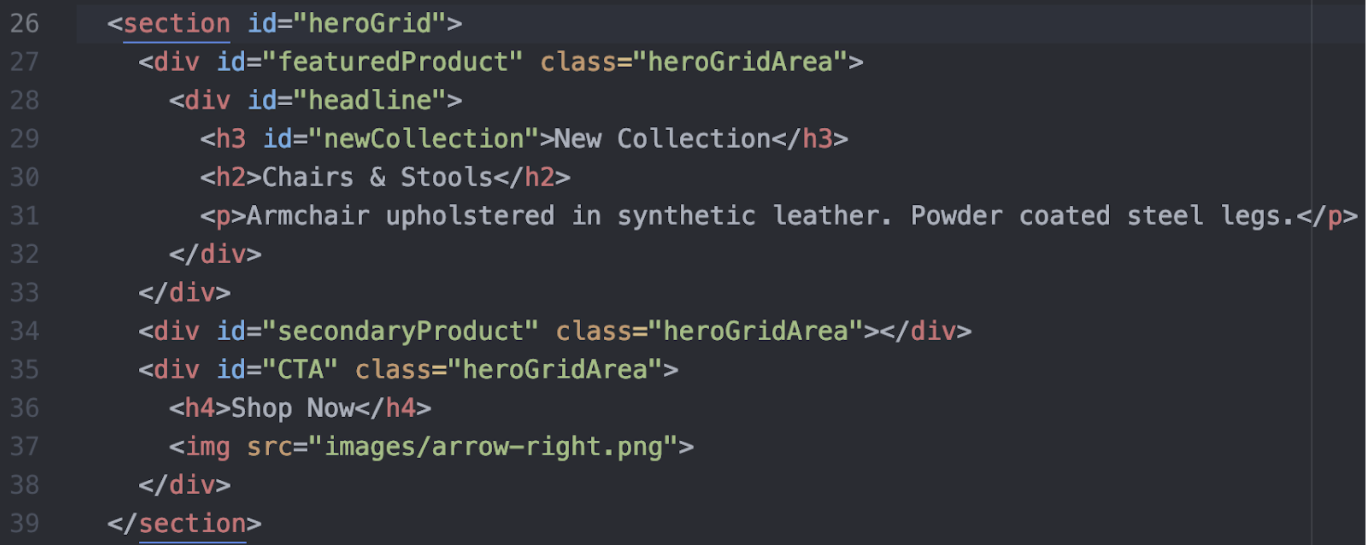 26 <section id="heroGrid">
27 <div id="featuredProduct" class="heroGridArea">
28 <div id="headline">
29 <h3 id="newCollection">New Collection</h3>
30 <h2>Chairs & Stools</h2>
31 <p>Armchair upholstered in synthetic leather. Powder coated steel legs.</p>
32 </div>
33 </div>
34 <div id="secondaryProduct" class="heroGridArea"></div>
35 <div id="CTA" class="heroGridArea">
36 <h4>Shop Now</h4>
37 <img src="images/arrow-right.png">
38 </div>
39 </section>